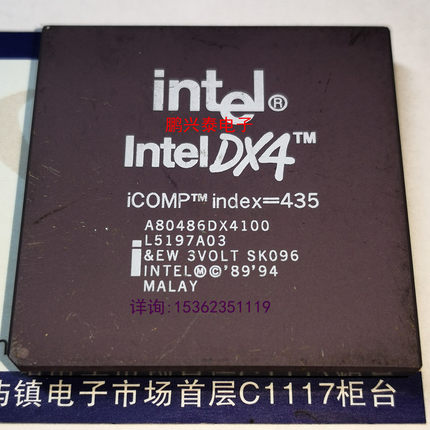 intel®
鹏兴泰电子
IntelDX4™
iCOMP™ index=435
A80486DX4100
L5197A03
i &EW 3VOLT SK096
INTEL Ⓜ©'89'94
MALAY
详询:15362351119
镇电子市场首层C1117柜台